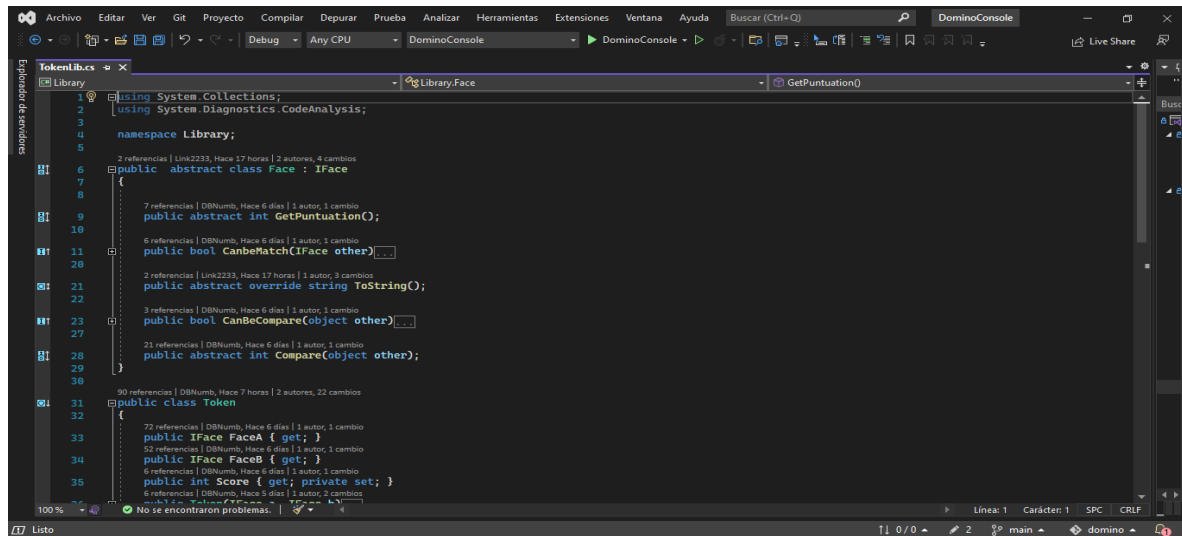 Archivo Editar Ver Git Proyecto Compilar Depurar Prueba Analizar Herramientas Extensiones Ventana Ayuda Buscar (Ctrl+Q) DominoConsole
Debug Any CPU DominoConsole DominoConsole Live Share
Explorador de servidores
TokenLib.cs
Library Library.Face GetPuntuation()
1 using System.Collections;
2 using System.Diagnostics.CodeAnalysis;
3
4 namespace Library;
5
2 referencias | Link2233, Hace 17 horas | 2 autores, 4 cambios
6 public abstract class Face : IFace
7 {
8
7 referencias | DBNumb, Hace 6 días | 1 autor, 1 cambio
9 public abstract int GetPuntuation();
10
6 referencias | DBNumb, Hace 6 días | 1 autor, 1 cambio
11 public bool CanbeMatch(IFace other)...
20
2 referencias | Link2233, Hace 17 horas | 1 autor, 3 cambios
21 public abstract override string ToString();
22
3 referencias | DBNumb, Hace 6 días | 1 autor, 1 cambio
23 public bool CanBeCompare(object other)...
27
21 referencias | DBNumb, Hace 6 días | 1 autor, 1 cambio
28 public abstract int Compare(object other);
29 }
30
90 referencias | DBNumb, Hace 7 horas | 2 autores, 22 cambios
31 public class Token
32 {
72 referencias | DBNumb, Hace 6 días | 1 autor, 1 cambio
33 public IFace FaceA { get; }
52 referencias | DBNumb, Hace 6 días | 1 autor, 1 cambio
34 public IFace FaceB { get; }
6 referencias | DBNumb, Hace 6 días | 1 autor, 1 cambio
35 public int Score { get; private set; }
6 referencias | DBNumb, Hace 5 días | 1 autor, 2 cambios
Busc
100 % No se encontraron problemas. Línea: 1 Carácter: 1 SPC CRLF
Listo 0 / 0 2 main domino